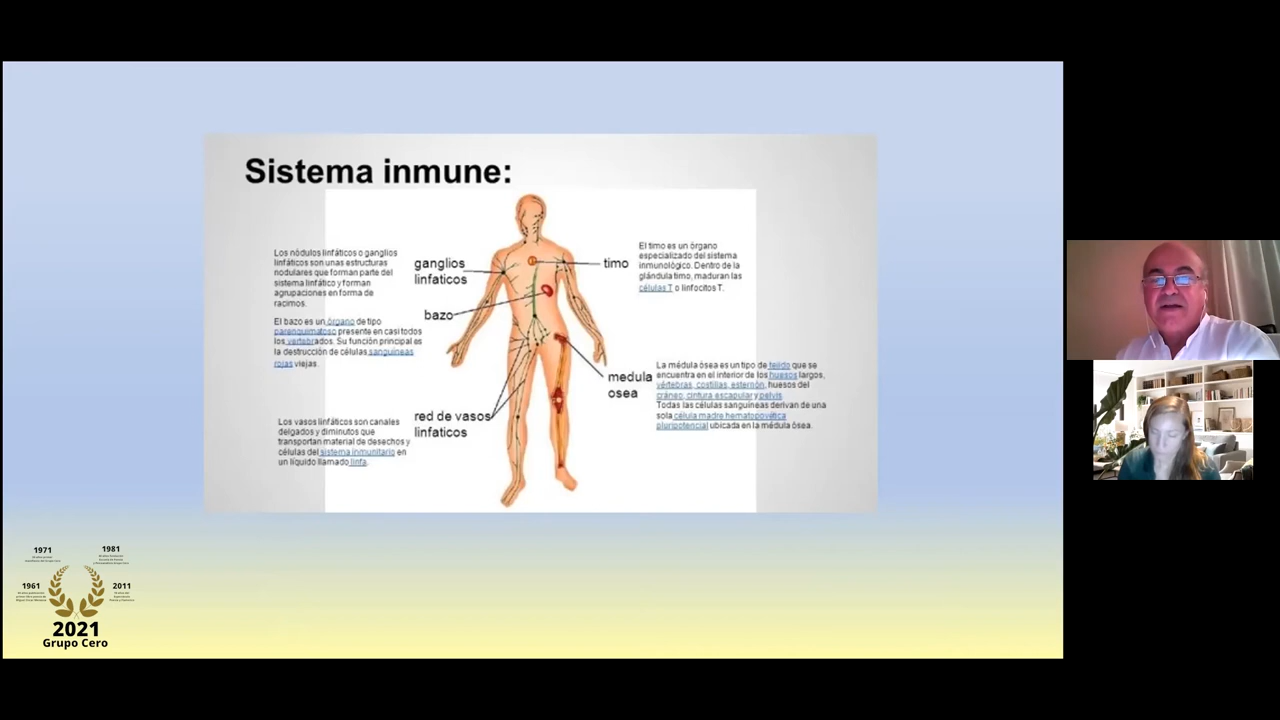 Sistema inmune:
Los nódulos linfáticos o ganglios
linfáticos son unas estructuras
nodulares que forman parte del
sistema linfático y forman
agrupaciones en forma de
racimos.
El bazo es un órgano de tipo
parenquimatoso presente en casi todos
los vertebrados. Su función principal es
la destrucción de células sanguíneas
rojas viejas.
Los vasos linfáticos son canales
delgados y diminutos que
transportan material de desechos y
células del sistema inmunitario en
un líquido llamado linfa.
ganglios
linfaticos
bazo
red de vasos
linfaticos
timo
medula
osea
El timo es un órgano
especializado del sistema
inmunológico. Dentro de la
glándula timo, maduran las
células T o linfocitos T.
La médula ósea es un tipo de tejido que se
encuentra en el interior de los huesos largos,
vértebras, costillas, esternón, huesos del
cráneo, cintura escapular y pelvis
Todas las células sanguíneas derivan de una
sola célula madre hematopoyética
pluripotencial ubicada en la médula ósea.
1971
1981
1961
2011
2021
Grupo Cero